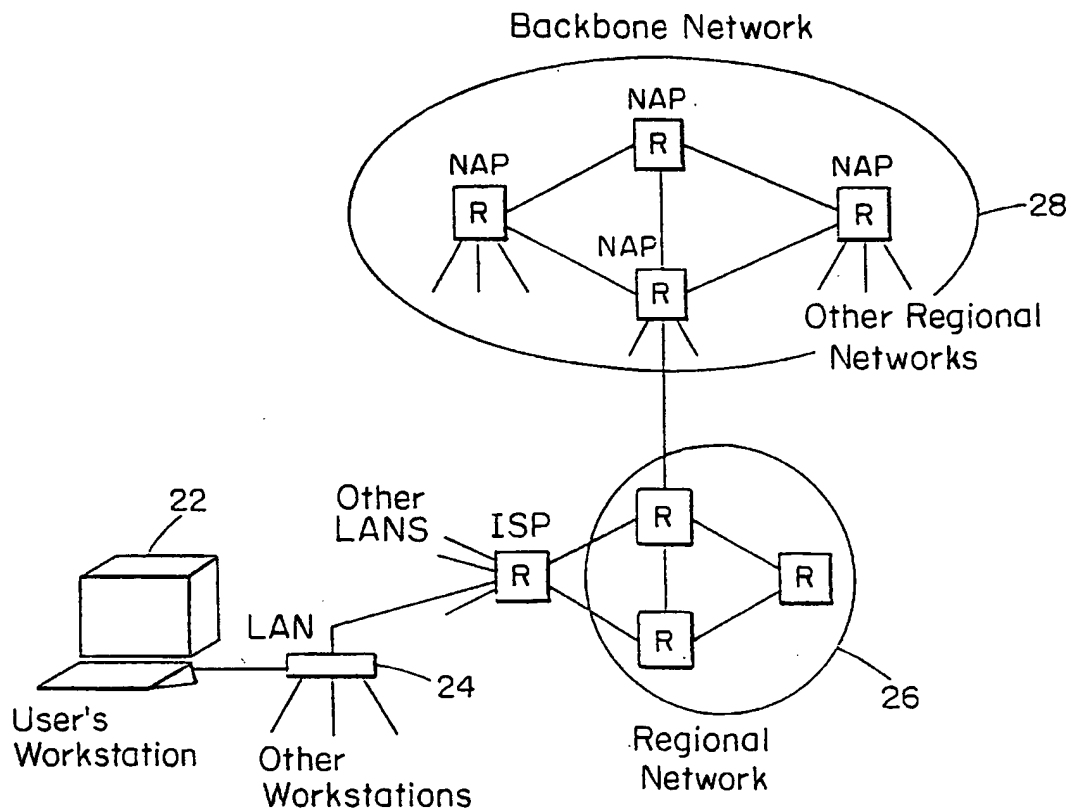 Backbone Network
NAP
R
NAP
R
NAP
R
28
NAP
R
Other Regional
Networks
Other
LANS
ISP
R
R
R
R
22
LAN
24
26
User's
Workstation
Other
Workstations
Regional
Network